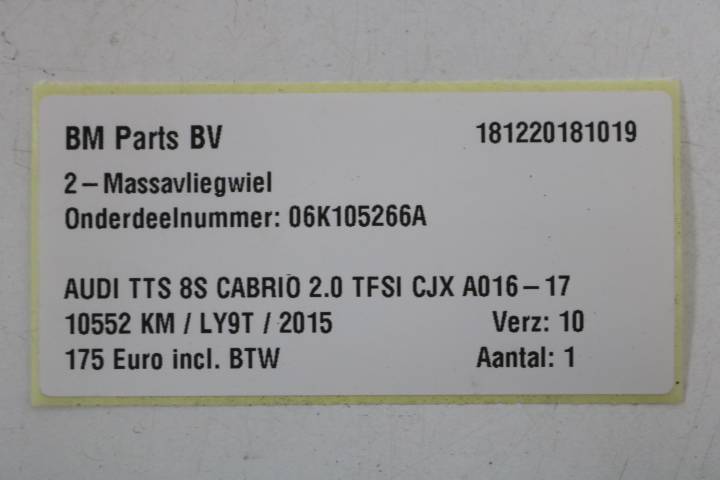 BM Parts BV 181220181019
2-Massavliegwiel
Onderdeelnummer: 06K105266A
AUDI TTS 8S CABRIO 2.0 TFSI CJX A016-17
10552 KM / LY9T / 2015 Verz: 10
175 Euro incl. BTW Aantal: 1